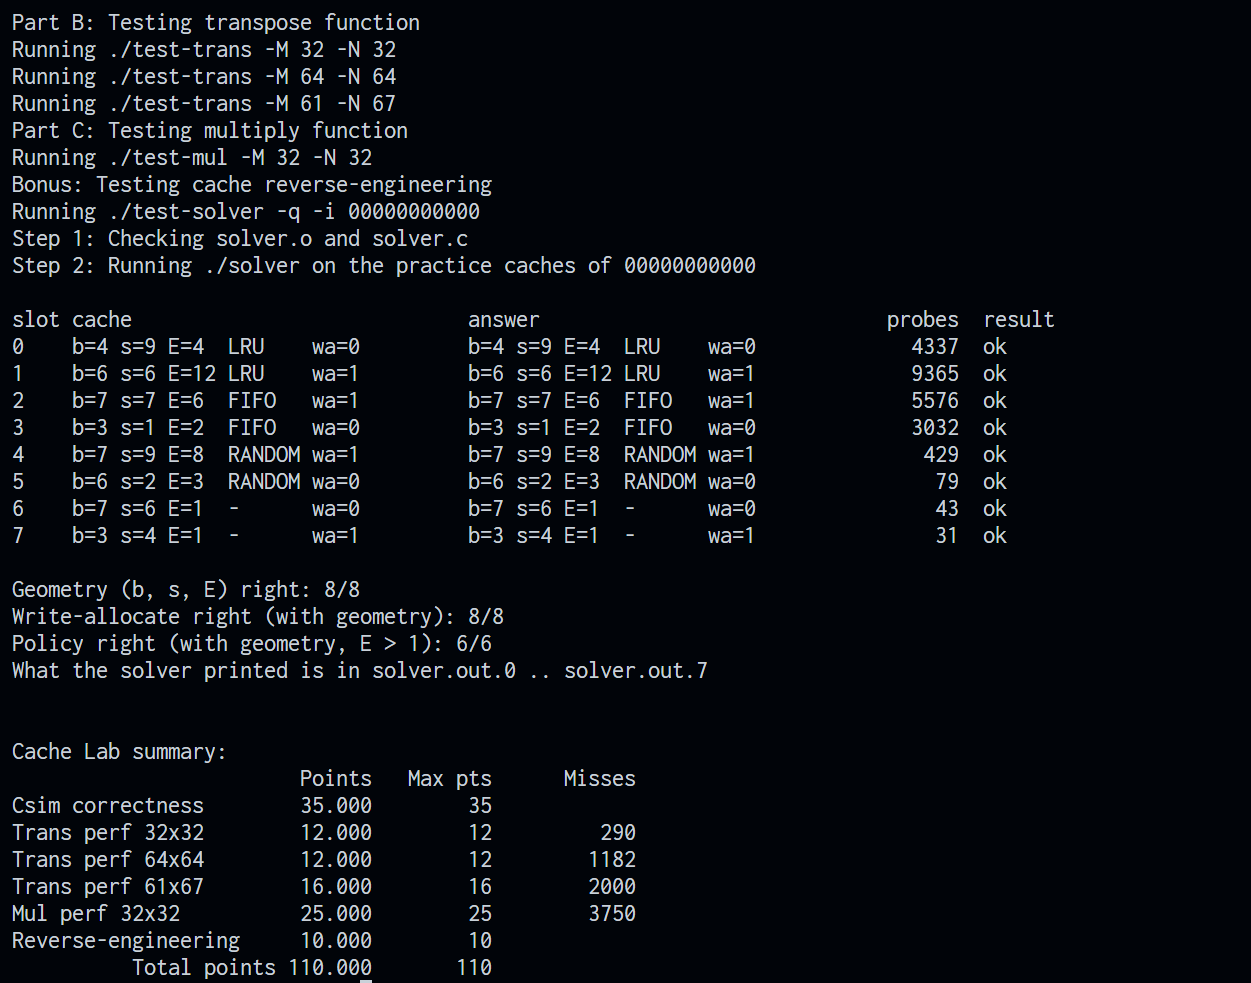 Part B: Testing transpose function
Running ./test-trans -M 32 -N 32
Running ./test-trans -M 64 -N 64
Running ./test-trans -M 61 -N 67
Part C: Testing multiply function
Running ./test-mul -M 32 -N 32
Bonus: Testing cache reverse-engineering
Running ./test-solver -q -i 00000000000
Step 1: Checking solver.o and solver.c
Step 2: Running ./solver on the practice caches of 00000000000

slot cache                            answer                             probes  result
0    b=4 s=9 E=4  LRU    wa=0         b=4 s=9 E=4  LRU    wa=0             4337  ok
1    b=6 s=6 E=12 LRU    wa=1         b=6 s=6 E=12 LRU    wa=1             9365  ok
2    b=7 s=7 E=6  FIFO   wa=1         b=7 s=7 E=6  FIFO   wa=1             5576  ok
3    b=3 s=1 E=2  FIFO   wa=0         b=3 s=1 E=2  FIFO   wa=0             3032  ok
4    b=7 s=9 E=8  RANDOM wa=1         b=7 s=9 E=8  RANDOM wa=1              429  ok
5    b=6 s=2 E=3  RANDOM wa=0         b=6 s=2 E=3  RANDOM wa=0               79  ok
6    b=7 s=6 E=1  -      wa=0         b=7 s=6 E=1  -      wa=0               43  ok
7    b=3 s=4 E=1  -      wa=1         b=3 s=4 E=1  -      wa=1               31  ok

Geometry (b, s, E) right: 8/8
Write-allocate right (with geometry): 8/8
Policy right (with geometry, E > 1): 6/6
What the solver printed is in solver.out.0 .. solver.out.7

Cache Lab summary:
                        Points   Max pts      Misses
Csim correctness        35.000        35
Trans perf 32x32        12.000        12         290
Trans perf 64x64        12.000        12        1182
Trans perf 61x67        16.000        16        2000
Mul perf 32x32          25.000        25        3750
Reverse-engineering     10.000        10
          Total points 110.000       110